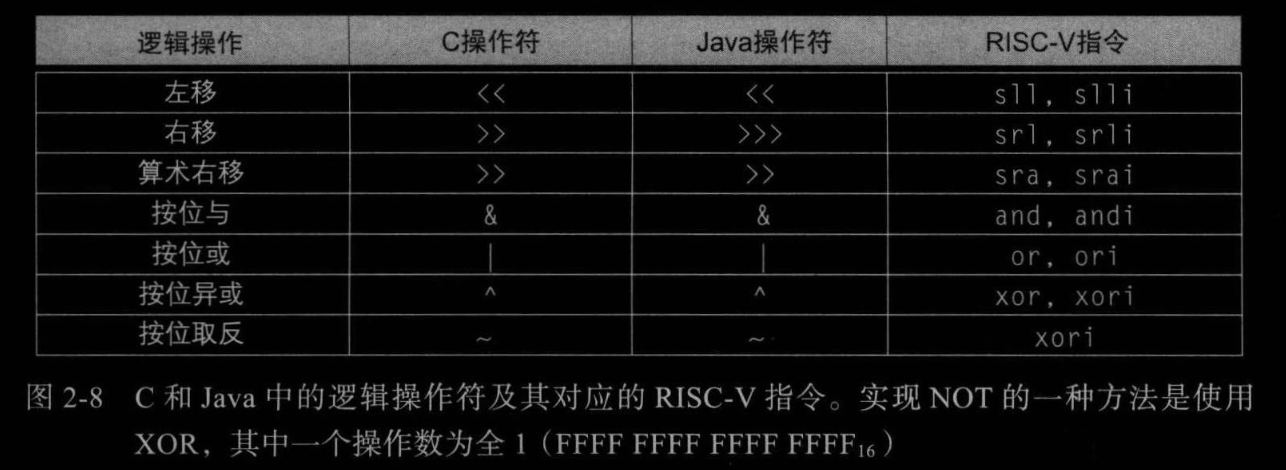 逻辑操作 C操作符 Java操作符 RISC-V指令
左移 << << sll, slli
右移 >> >>> srl, srli
算术右移 >> >> sra, srai
按位与 & & and, andi
按位或 | | or, ori
按位异或 ^ ^ xor, xori
按位取反 ~ ~ xori
图 2-8 C 和 Java 中的逻辑操作符及其对应的 RISC-V 指令。实现 NOT 的一种方法是使用
XOR，其中一个操作数为全 1（FFFF FFFF FFFF FFFF₁₆）